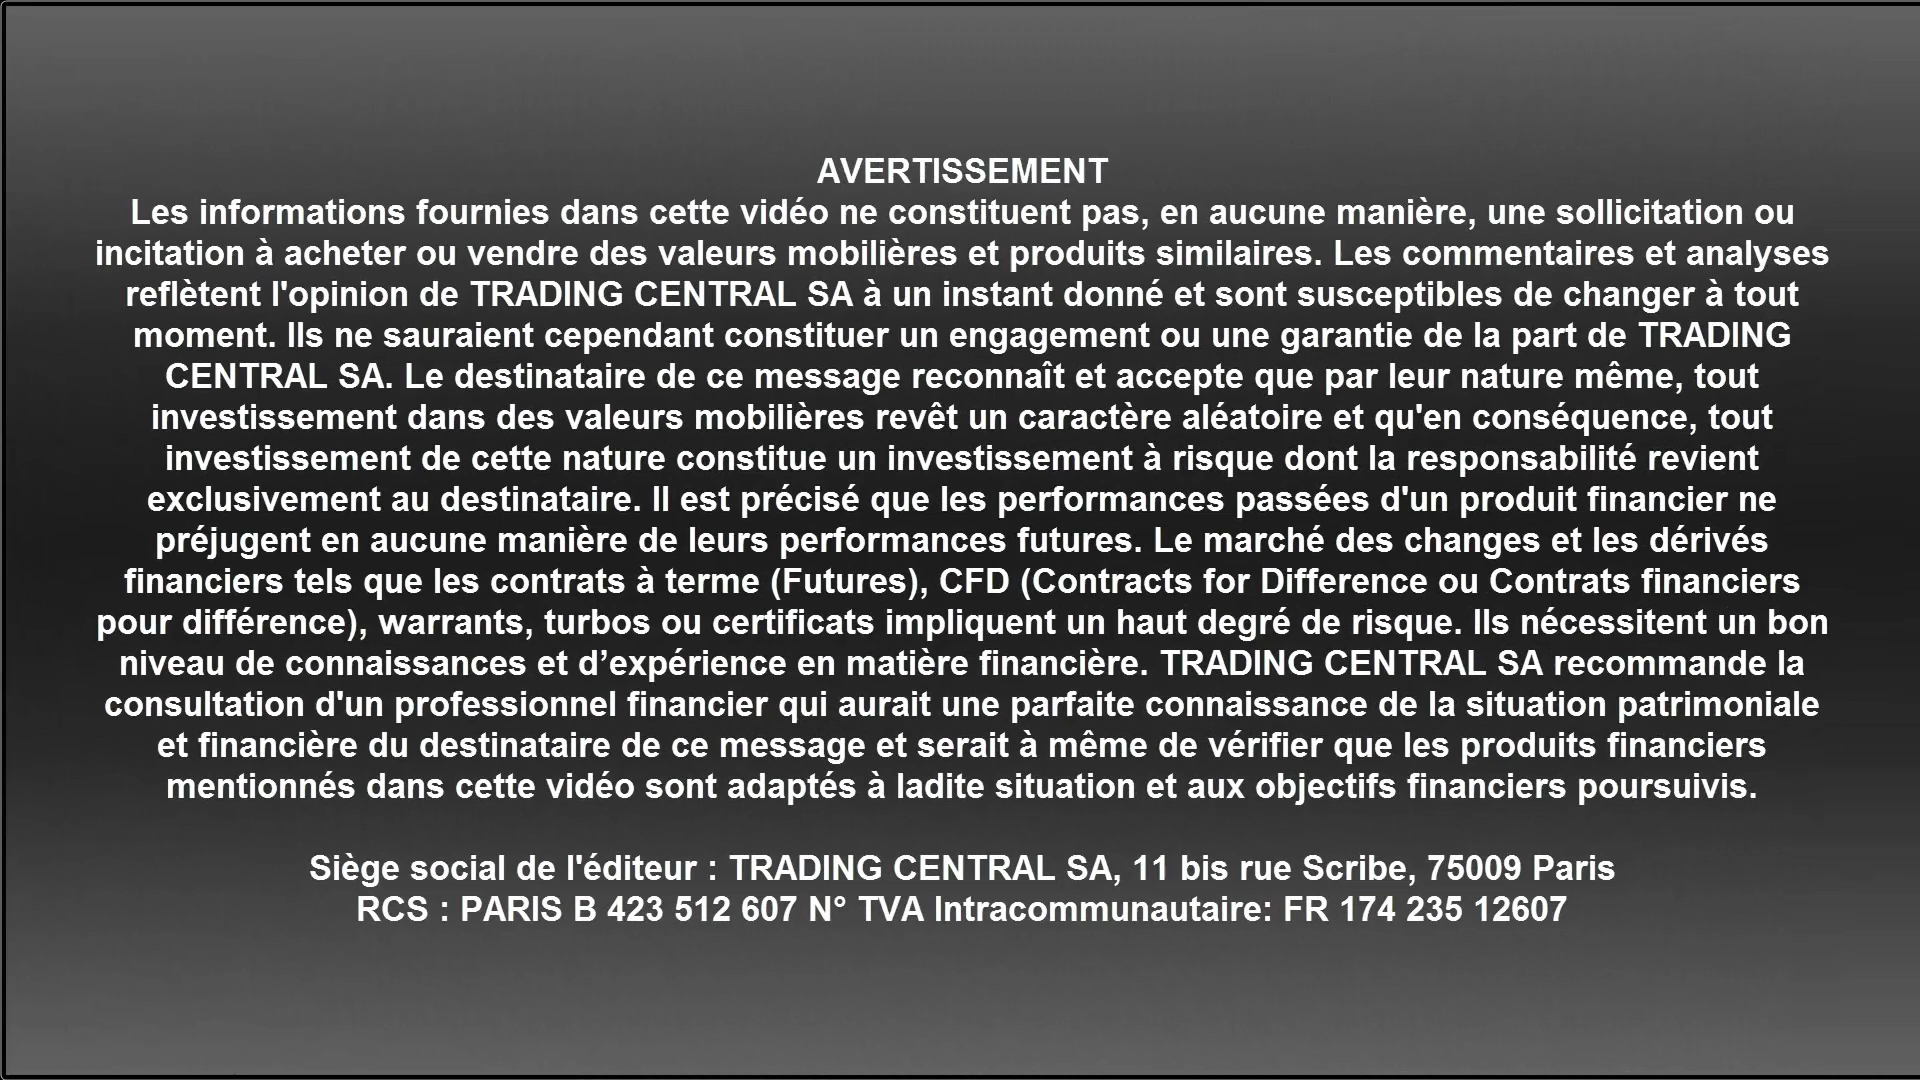 AVERTISSEMENT
Les informations fournies dans cette vidéo ne constituent pas, en aucune manière, une sollicitation ou
incitation à acheter ou vendre des valeurs mobilières et produits similaires. Les commentaires et analyses
reflètent l'opinion de TRADING CENTRAL SA à un instant donné et sont susceptibles de changer à tout
moment. Ils ne sauraient cependant constituer un engagement ou une garantie de la part de TRADING
CENTRAL SA. Le destinataire de ce message reconnaît et accepte que par leur nature même, tout
investissement dans des valeurs mobilières revêt un caractère aléatoire et qu'en conséquence, tout
investissement de cette nature constitue un investissement à risque dont la responsabilité revient
exclusivement au destinataire. Il est précisé que les performances passées d'un produit financier ne
préjugent en aucune manière de leurs performances futures. Le marché des changes et les dérivés
financiers tels que les contrats à terme (Futures), CFD (Contracts for Difference ou Contrats financiers
pour différence), warrants, turbos ou certificats impliquent un haut degré de risque. Ils nécessitent un bon
niveau de connaissances et d’expérience en matière financière. TRADING CENTRAL SA recommande la
consultation d'un professionnel financier qui aurait une parfaite connaissance de la situation patrimoniale
et financière du destinataire de ce message et serait à même de vérifier que les produits financiers
mentionnés dans cette vidéo sont adaptés à ladite situation et aux objectifs financiers poursuivis.
Siège social de l'éditeur : TRADING CENTRAL SA, 11 bis rue Scribe, 75009 Paris
RCS : PARIS B 423 512 607 N° TVA Intracommunautaire: FR 174 235 12607